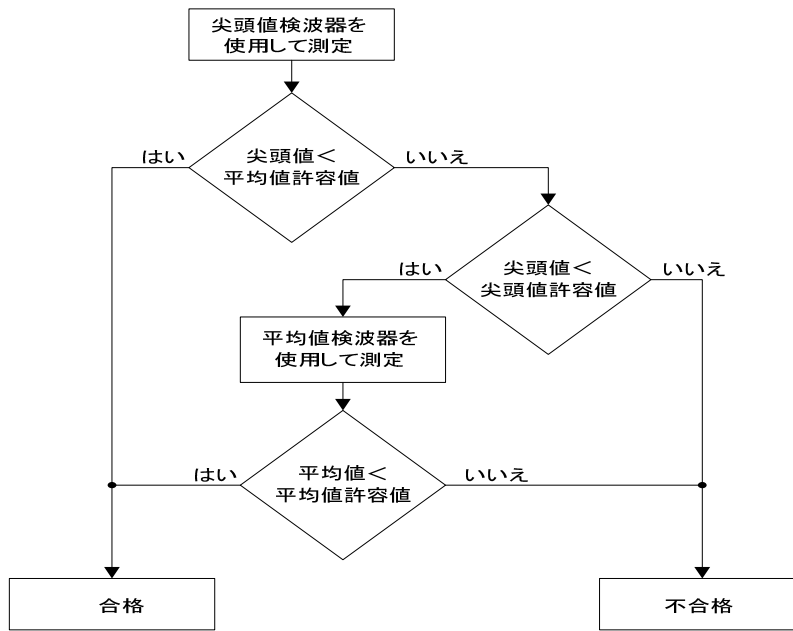 尖頭値検波器を
使用して測定
はい
尖頭値＜
平均値許容値
いいえ
はい
尖頭値＜
尖頭値許容値
いいえ
平均値検波器を
使用して測定
はい
平均値＜
平均値許容値
いいえ
合格
不合格